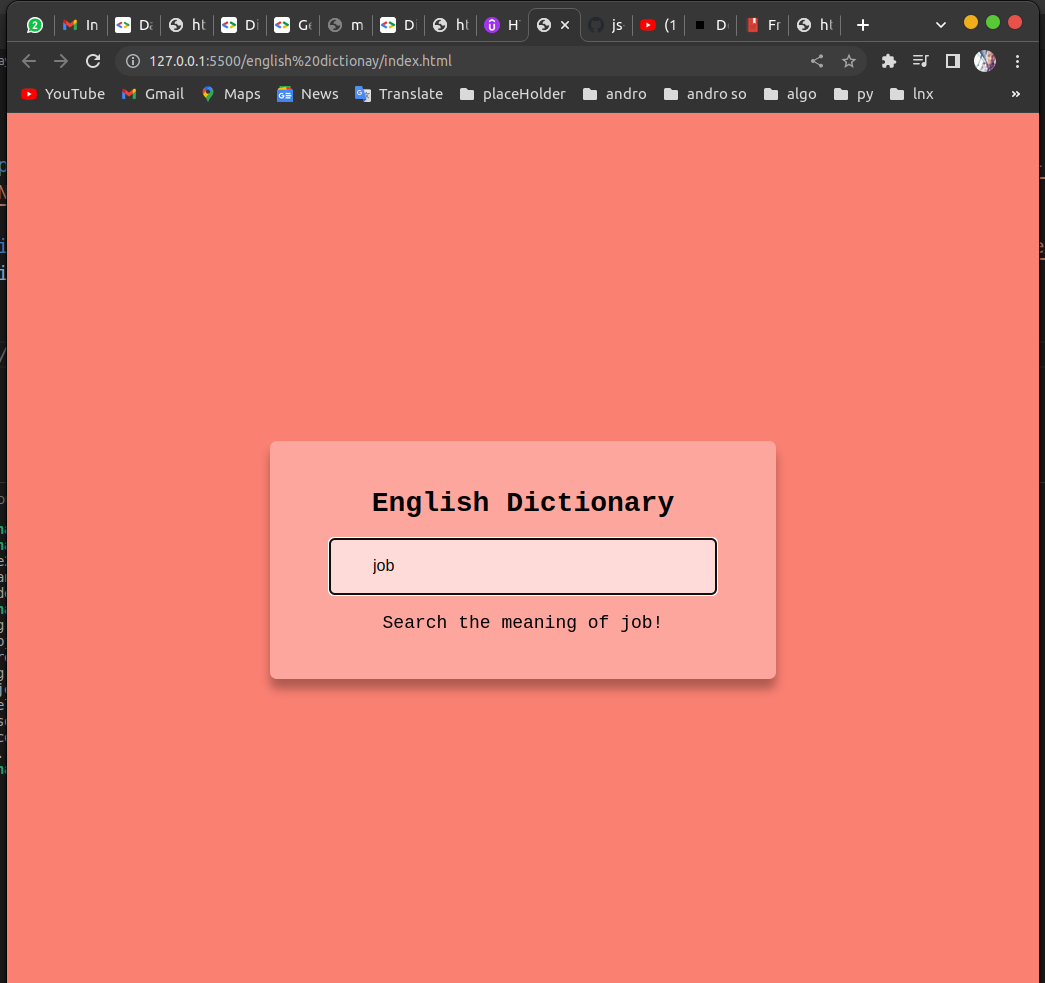 2 In Da ht Di Ge m Di ht H js (1 D Fr ht
127.0.0.1:5500/english%20dictionay/index.html
YouTube Gmail Maps News Translate placeHolder andro andro so algo py lnx »
English Dictionary
job
Search the meaning of job!